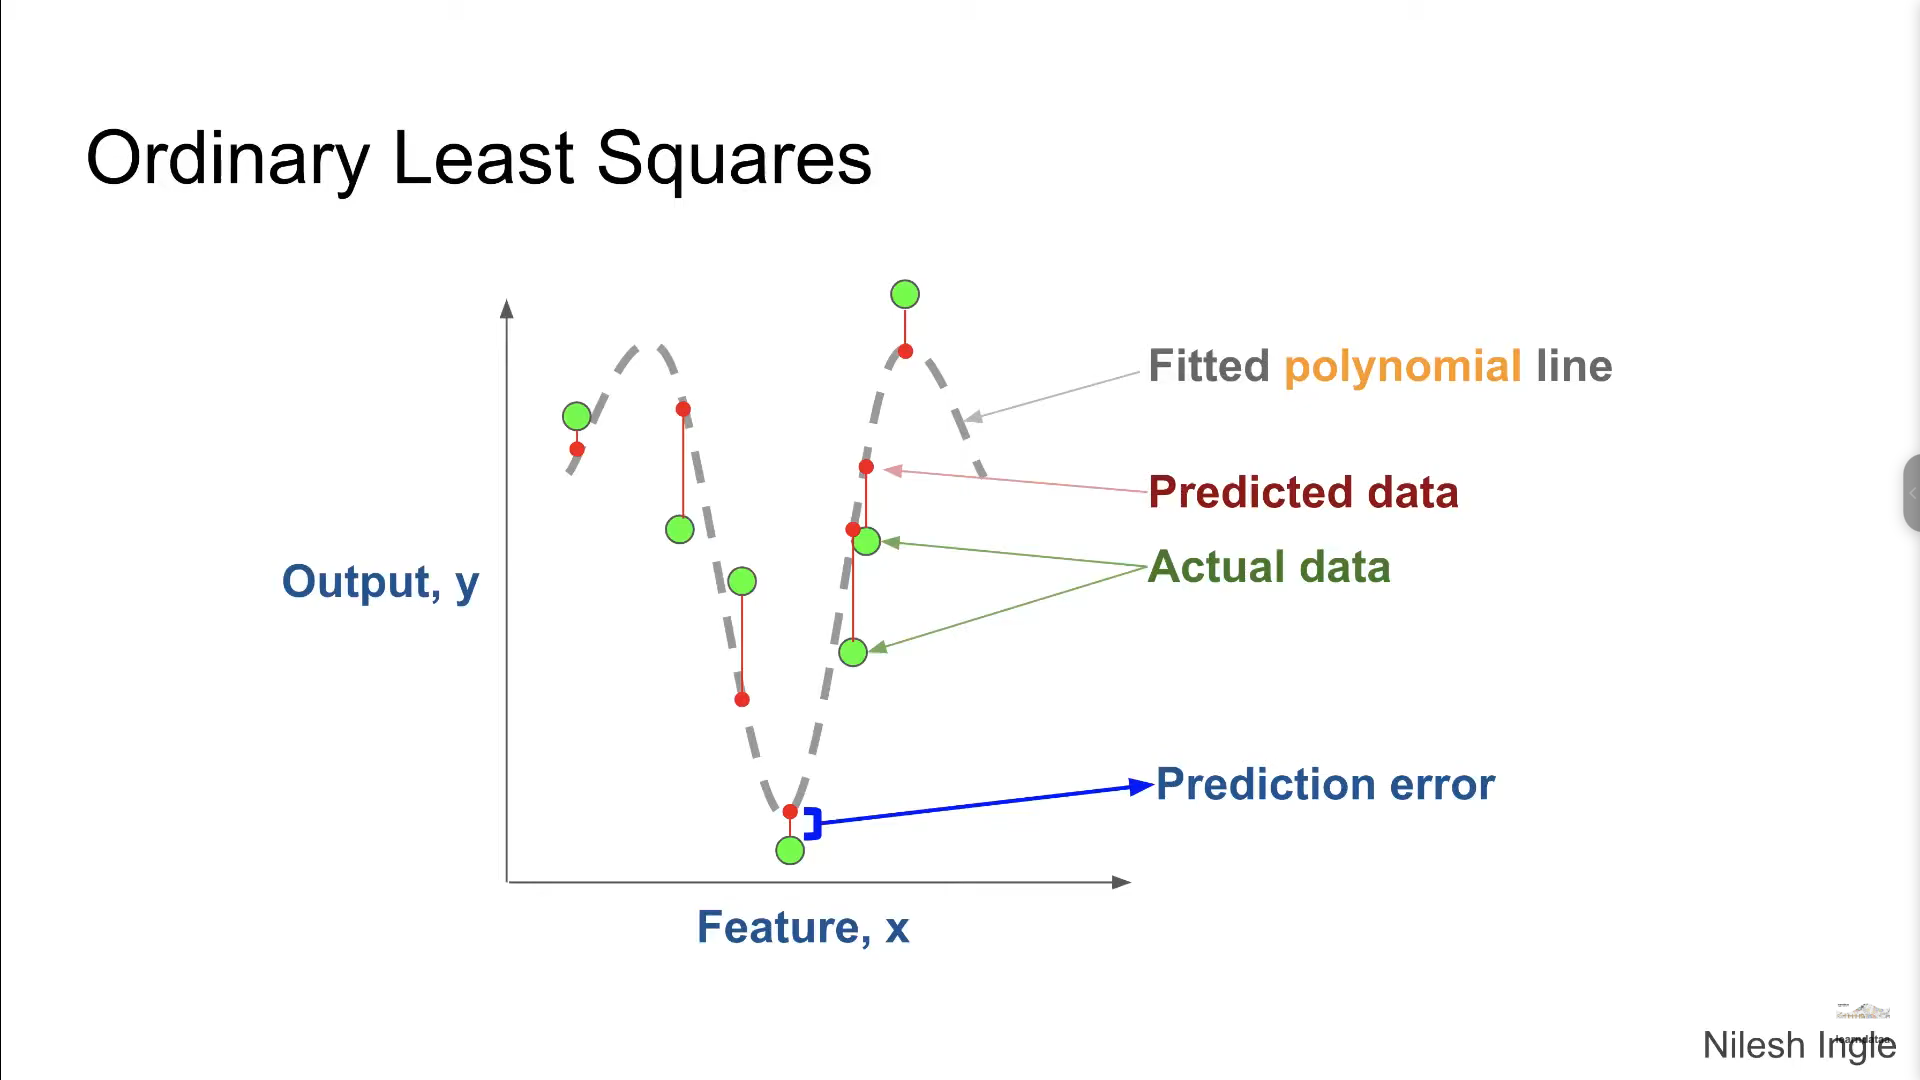 Ordinary Least Squares
Fitted polynomial line
Predicted data
Actual data
Output, y
Prediction error
Feature, x
Nilesh Ingle